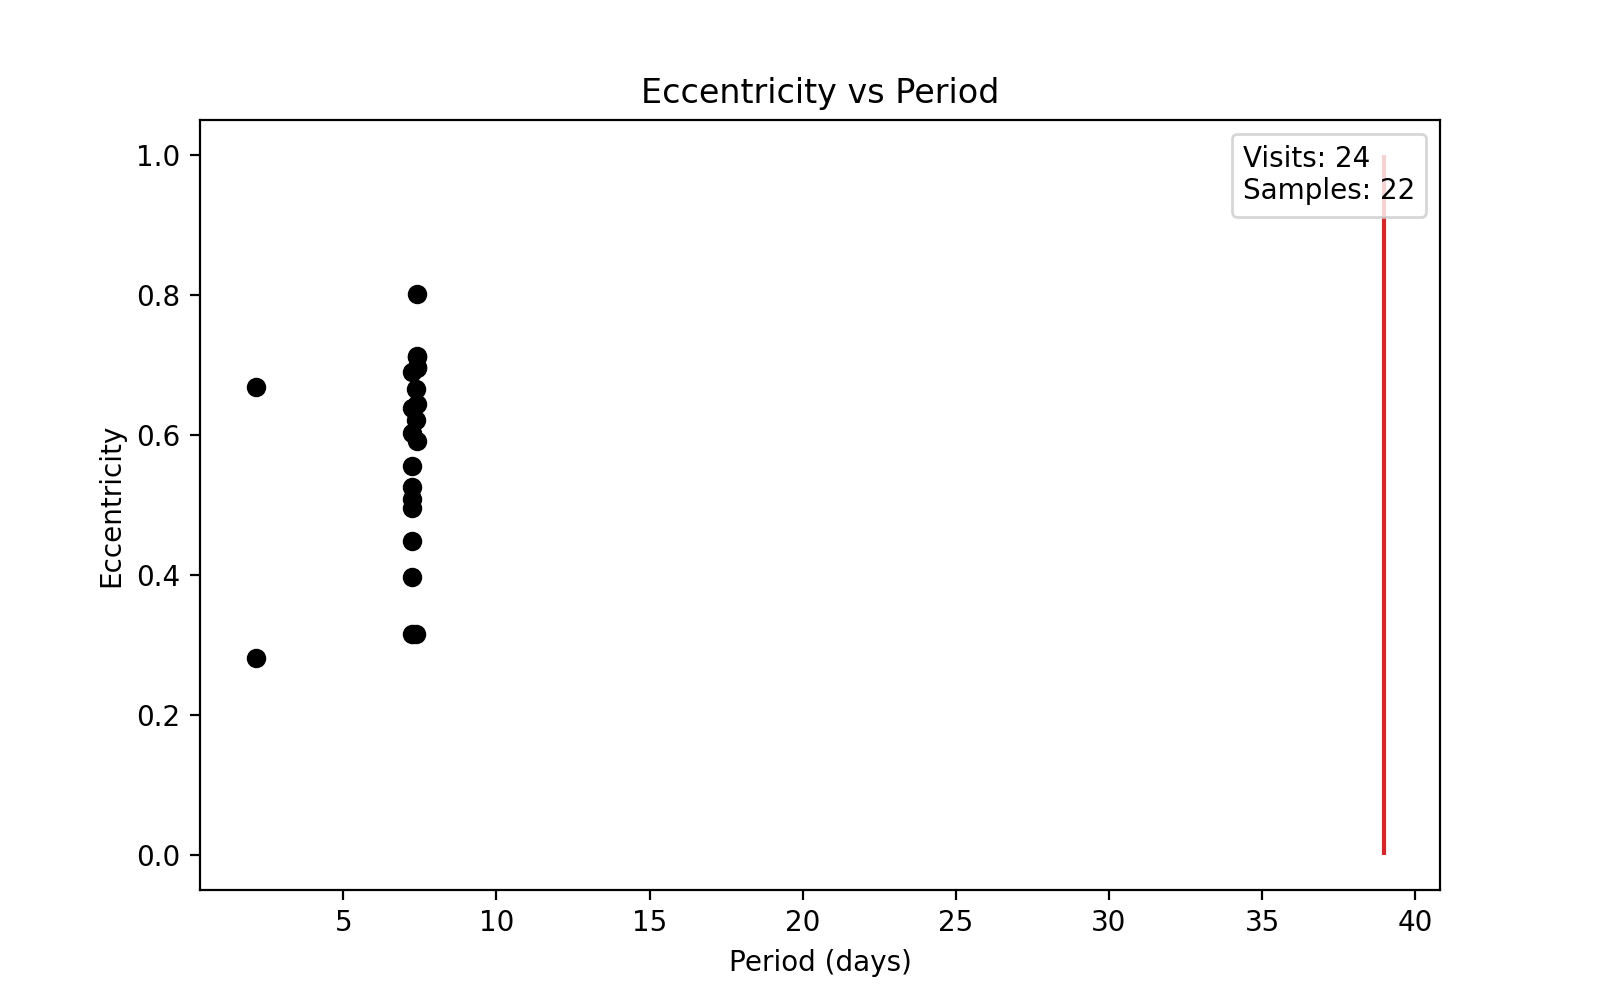 Eccentricity vs Period
Visits: 24
Samples: 22
1.0
0.8
0.6
0.4
0.2
0.0
Eccentricity
5 10 15 20 25 30 35 40
Period (days)